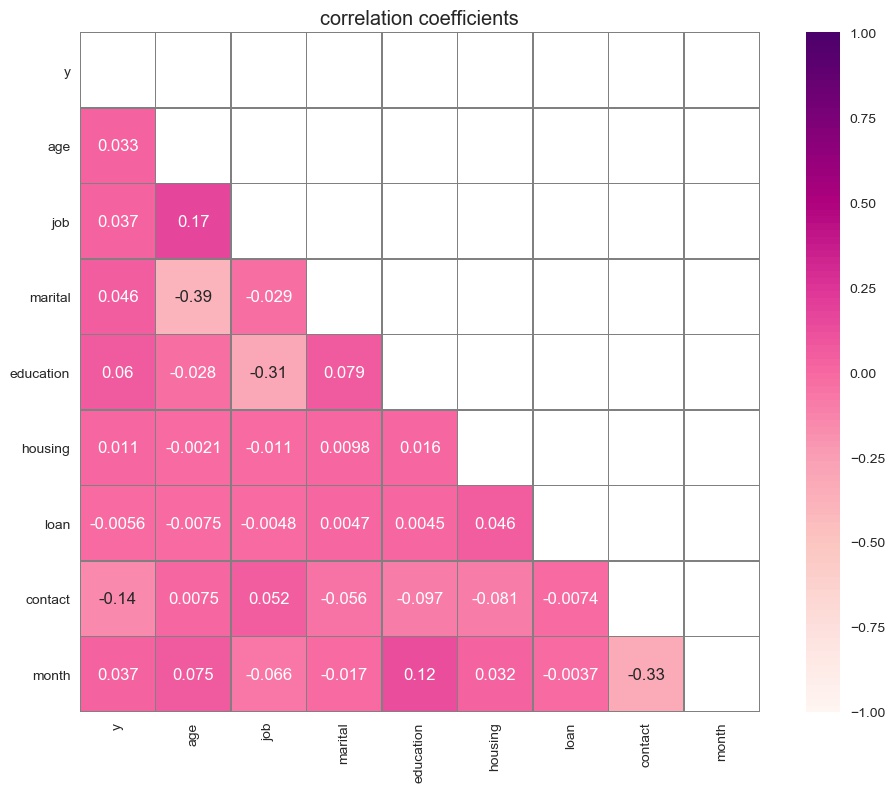 correlation coefficients
y
age 0.033
job 0.037 0.17
marital 0.046 -0.39 -0.029
education 0.06 -0.028 -0.31 0.079
housing 0.011 -0.0021 -0.011 0.0098 0.016
loan -0.0056 -0.0075 -0.0048 0.0047 0.0045 0.046
contact -0.14 0.0075 0.052 -0.056 -0.097 -0.081 -0.0074
month 0.037 0.075 -0.066 -0.017 0.12 0.032 -0.0037 -0.33
y age job marital education housing loan contact month
1.00
0.75
0.50
0.25
0.00
−0.25
−0.50
−0.75
−1.00